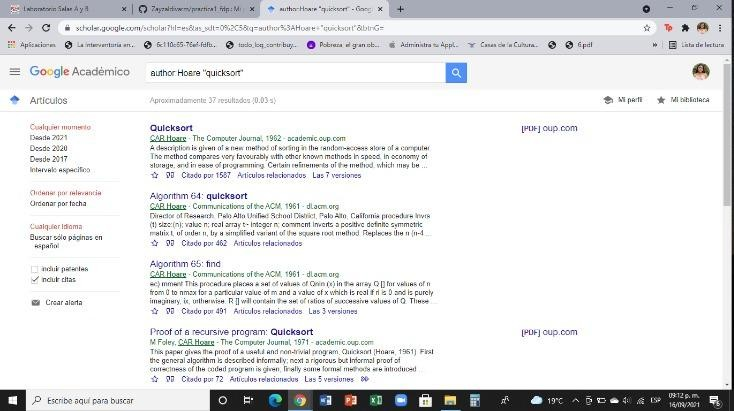 Laboratorio Salas A y B
Zayzaldivarm/practica1_fdp: Mi p
author:Hoare "quicksort" - Goog
scholar.google.com/scholar?hl=es&as_sdt=0%2C5&q=author%3AHoare+"quicksort"&btnG=
Aplicaciones
La Interventoría en...
6c110c65-76ef-fdfb...
todo_log_contribuy...
Pobreza, el gran ob...
Administra tu Appl...
Casas de la Cultura...
6.pdf
»
Lista de lectura
Google Académico
author:Hoare "quicksort"
Artículos
Aproximadamente 37 resultados (0.03 s)
Mi perfil
Mi biblioteca
Cualquier momento
Desde 2021
Desde 2020
Desde 2017
Intervalo específico
Ordenar por relevancia
Ordenar por fecha
Cualquier idioma
Buscar sólo páginas en
español
incluir patentes
incluir citas
Crear alerta
Quicksort
CAR Hoare - The Computer Journal, 1962 - academic.oup.com
A description is given of a new method of sorting in the random-access store of a computer
The method compares very favourably with other known methods in speed, in economy of
storage, and in ease of programming. Certain refinements of the method, which may be ...
Citado por 1587 Artículos relacionados Las 7 versiones
[PDF] oup.com
Algorithm 64: quicksort
CAR Hoare - Communications of the ACM, 1961 - dl.acm.org
Director of Research, Palo Alto Unified School District, Palo Alto, California procedure Invrs
(t) size:(n); value n; real array t~ integer n; comment Inverts a positive definite symmetric
matrix t, of order n, by a simplified variant of the square root method. Replaces the n (n-4 ...
Citado por 462 Artículos relacionados
Algorithm 65: find
CAR Hoare - Communications of the ACM, 1961 - dl.acm.org
ec) mment This procedure places a set of values of Qnln (x) in the array Q [] for values of n
from 0 to nmax for a particular value of m and a value of x which is real if ri is 0 and is purely
imaginary, ix, ortherwise. R [] will contain the set of ratios of successive values of Q. These ...
Citado por 491 Artículos relacionados Las 3 versiones
Proof of a recursive program: Quicksort
M Foley, CAR Hoare - The Computer Journal, 1971 - academic.oup.com
This paper gives the proof of a useful and non-trivial program, Quicksort (Hoare, 1961). First
the general algorithm is described informally; next a rigorous but informal proof of
correctness of the coded program is given; finally some formal methods are introduced ...
Citado por 72 Artículos relacionados Las 5 versiones
[PDF] oup.com
Escribe aquí para buscar
19°C
ESP
09:12 p. m.
16/09/2021